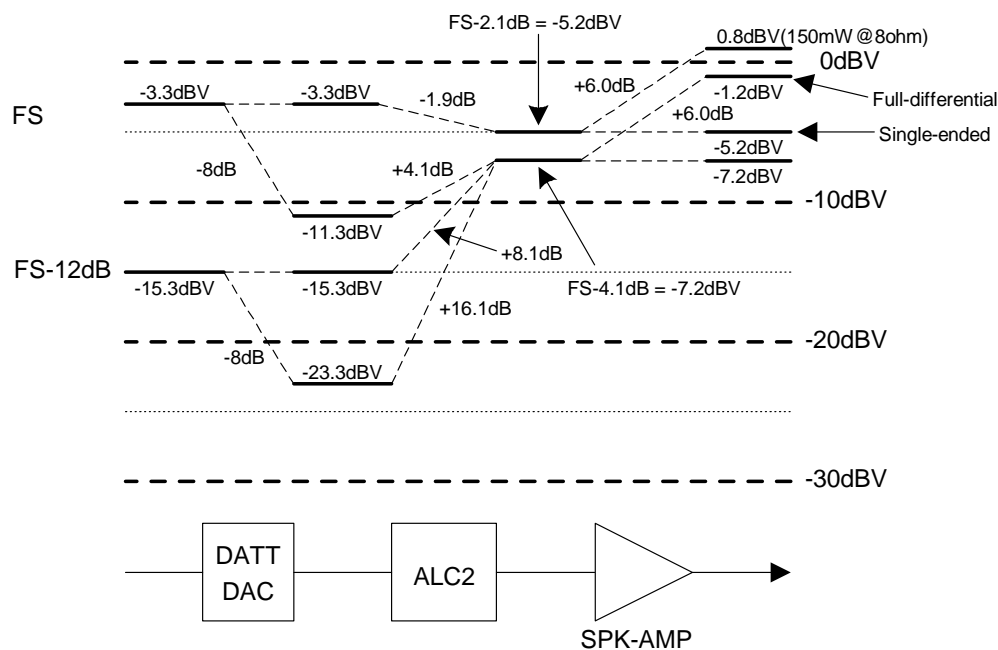 FS-2.1dB = -5.2dBV
0.8dBV(150mW @8ohm)
0dBV
-3.3dBV
-3.3dBV
-1.9dB
+6.0dB
-1.2dBV
Full-differential
FS
+6.0dB
Single-ended
-5.2dBV
-8dB
+4.1dB
-7.2dBV
-10dBV
-11.3dBV
+8.1dB
FS-12dB
-15.3dBV
-15.3dBV
FS-4.1dB = -7.2dBV
+16.1dB
-20dBV
-8dB
-23.3dBV
-30dBV
DATT
DAC
ALC2
SPK-AMP